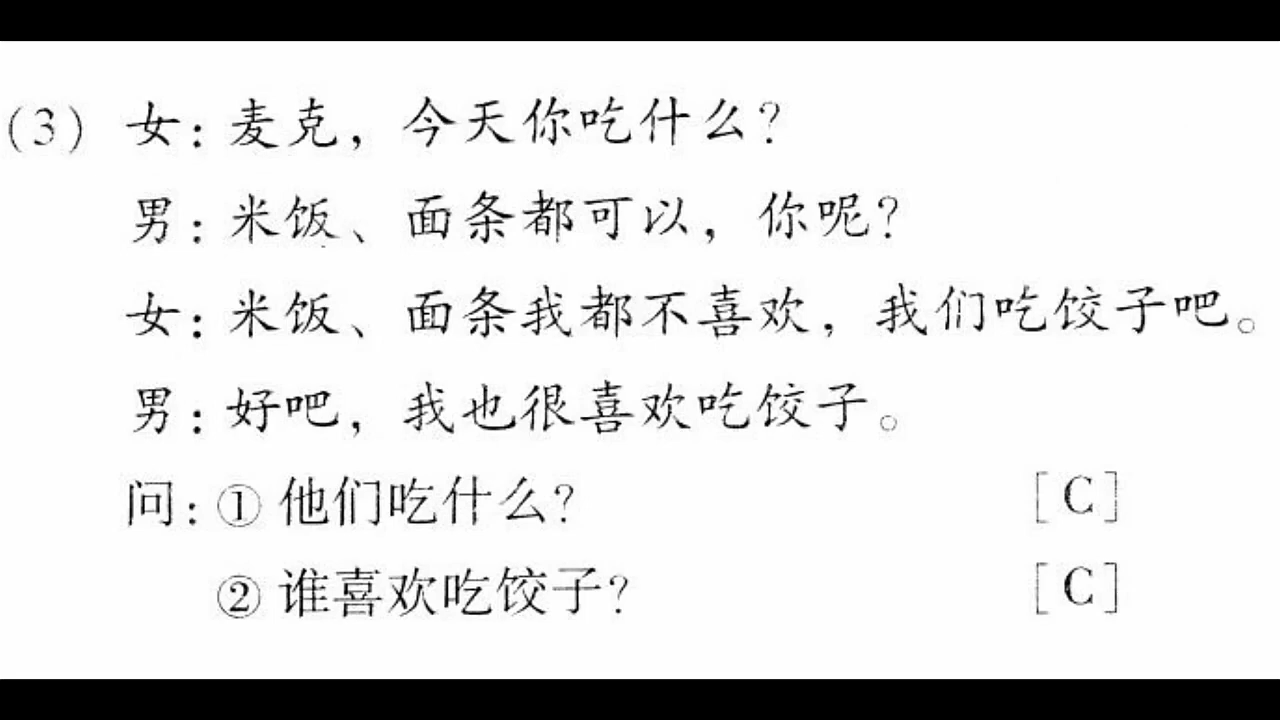 (3) 女：麦克，今天你吃什么？
男：米饭、面条都可以，你呢？
女：米饭、面条我都不喜欢，我们吃饺子吧。
男：好吧，我也很喜欢吃饺子。
问：① 他们吃什么？ [C]
② 谁喜欢吃饺子？ [C]